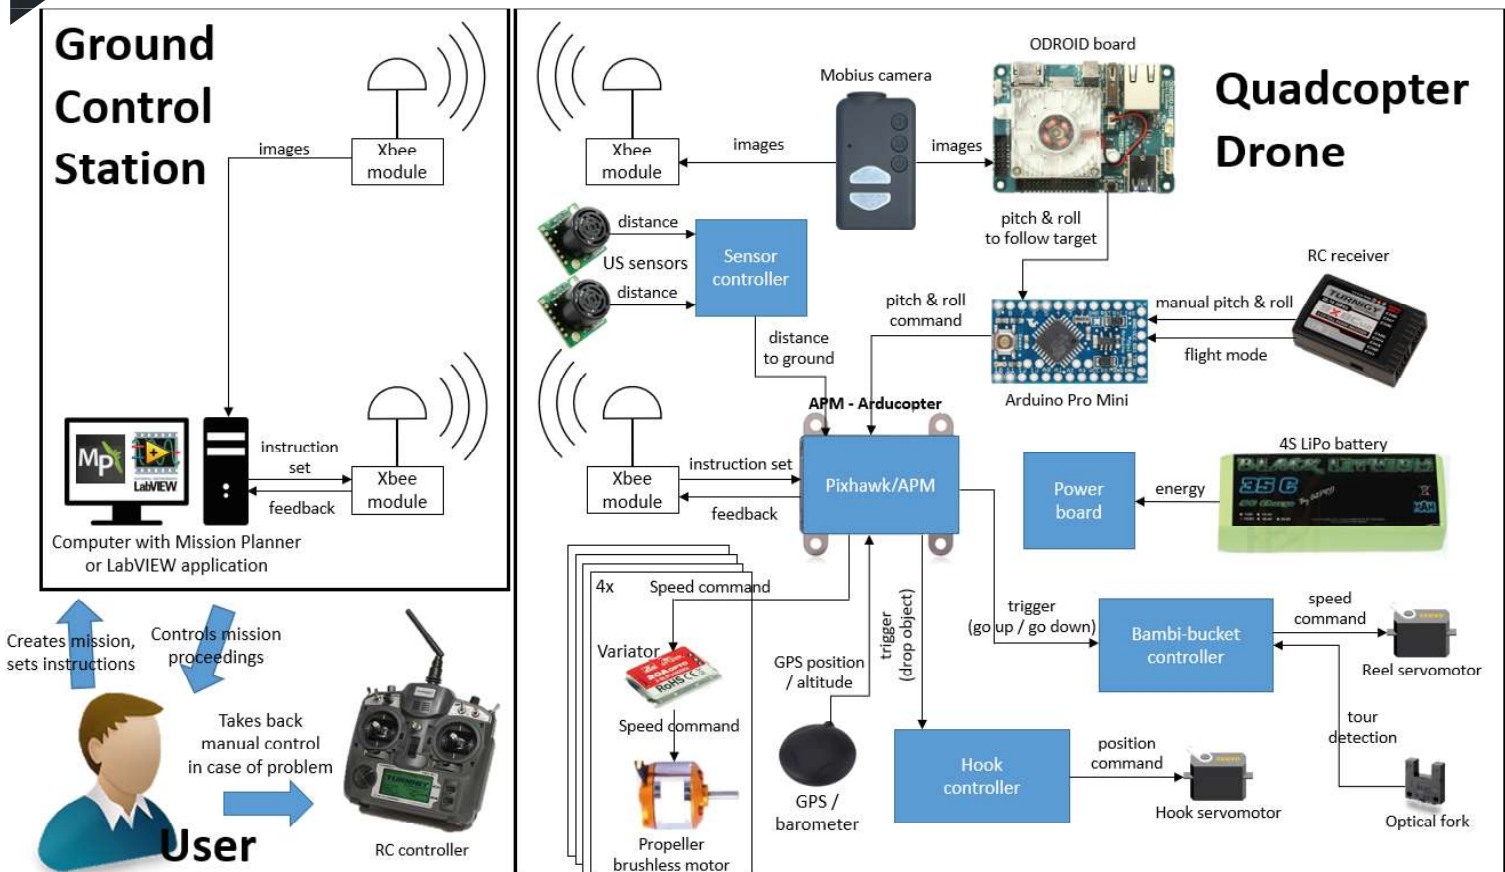 Ground
Control
Station
images
Xbee
module
instruction
set
feedback
Xbee
module
Mp
LabVIEW
Computer with Mission Planner
or LabVIEW application
Creates mission,
sets instructions
Controls mission
proceedings
Takes back
manual control
in case of problem
User
TURNIGY
RC controller
Quadcopter
Drone
ODROID board
Mobius camera
Xbee
module
images
images
pitch & roll
to follow target
distance
US sensors
distance
Sensor
controller
distance
to ground
pitch & roll
command
Arduino Pro Mini
RC receiver
manual pitch & roll
flight mode
TURNIGY
APM - Arducopter
Xbee
module
instruction set
feedback
Pixhawk/APM
Power
board
energy
4S LiPo battery
35 C
4x
Speed command
Variator
RoHS
Speed command
Propeller
brushless motor
GPS position
/ altitude
GPS /
barometer
trigger
(drop object)
trigger
(go up / go down)
Bambi-bucket
controller
speed
command
Reel servomotor
tour
detection
Optical fork
Hook
controller
position
command
Hook servomotor